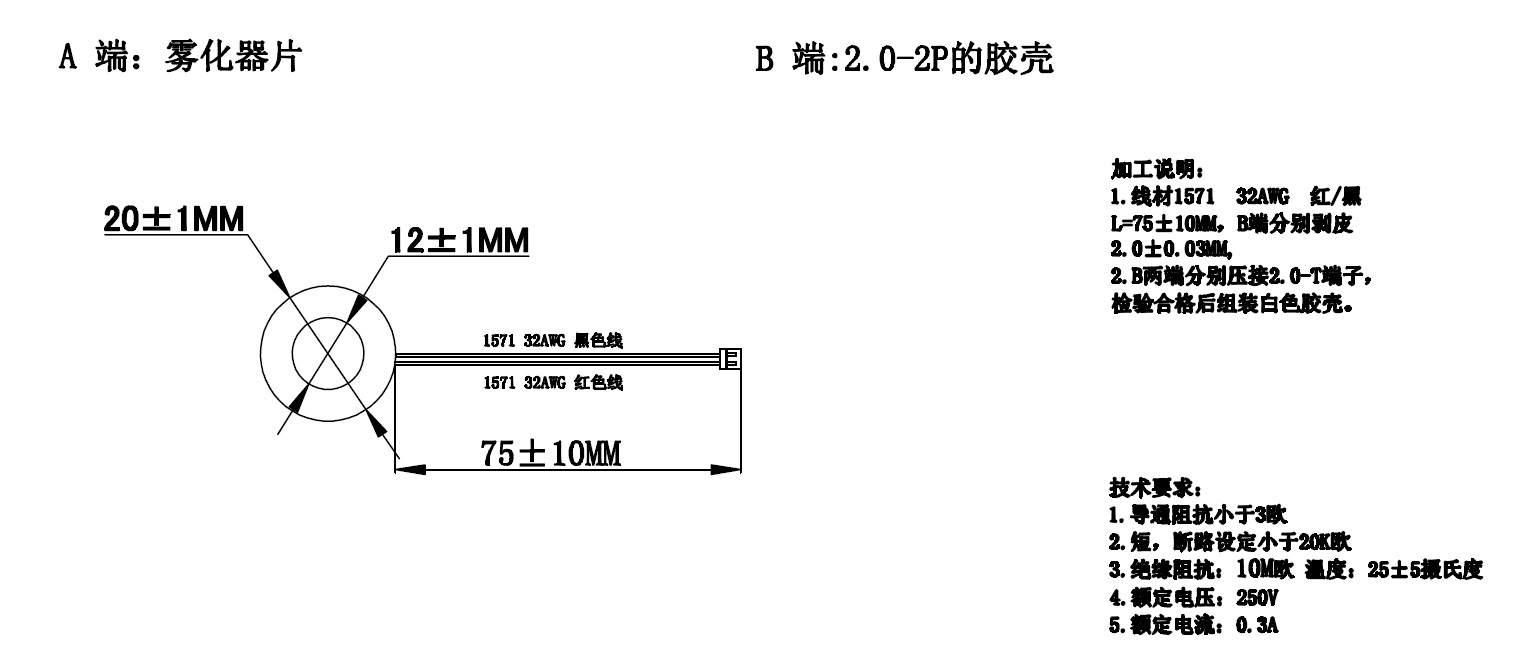 A 端：雾化器片
B 端:2.0-2P的胶壳
20±1MM
12±1MM
1571 32AWG 黑色线
1571 32AWG 红色线
75±10MM
加工说明：
1.线材1571 32AWG 红/黑
L=75±10MM，B端分别剥皮
2.0±0.03MM,
2.B两端分别压接2.0-T端子，
检验合格后组装白色胶壳。
技术要求：
1.导通阻抗小于3欧
2.短，断路设定小于20K欧
3.绝缘阻抗：10M欧 温度：25±5摄氏度
4.额定电压：250V
5.额定电流：0.3A